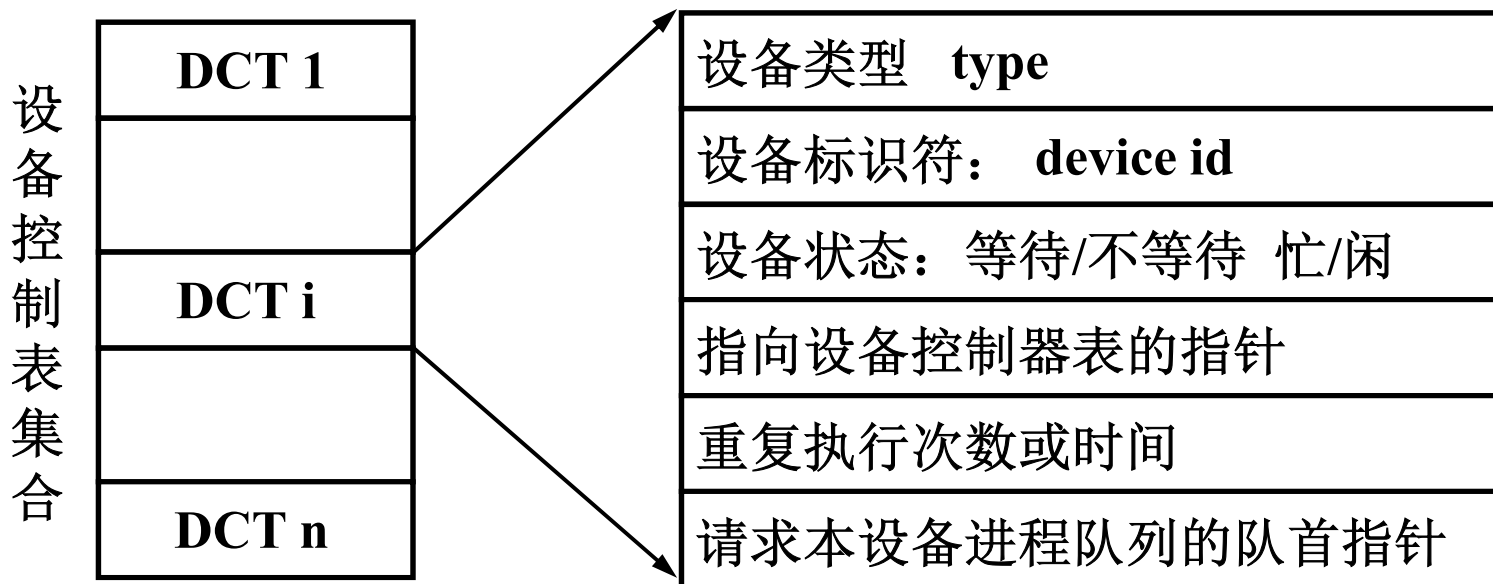 设备控制表集合
DCT 1
DCT i
DCT n
设备类型 type
设备标识符： device id
设备状态：等待/不等待 忙/闲
指向设备控制器表的指针
重复执行次数或时间
请求本设备进程队列的队首指针